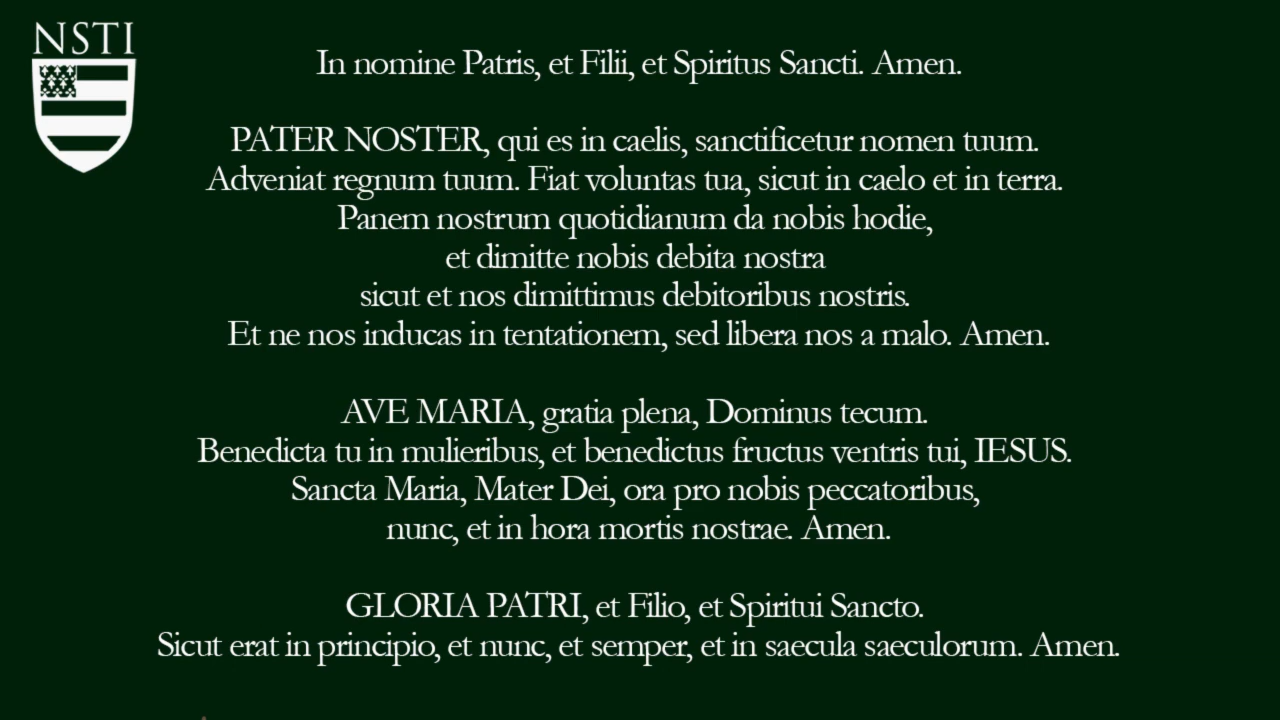 NSTI
In nomine Patris, et Filii, et Spiritus Sancti. Amen.
PATER NOSTER, qui es in caelis, sanctificetur nomen tuum.
Adveniat regnum tuum. Fiat voluntas tua, sicut in caelo et in terra.
Panem nostrum quotidianum da nobis hodie,
et dimitte nobis debita nostra
sicut et nos dimittimus debitoribus nostris.
Et ne nos inducas in tentationem, sed libera nos a malo. Amen.
AVE MARIA, gratia plena, Dominus tecum.
Benedicta tu in mulieribus, et benedictus fructus ventris tui, IESUS.
Sancta Maria, Mater Dei, ora pro nobis peccatoribus,
nunc, et in hora mortis nostrae. Amen.
GLORIA PATRI, et Filio, et Spiritui Sancto.
Sicut erat in principio, et nunc, et semper, et in saecula saeculorum. Amen.